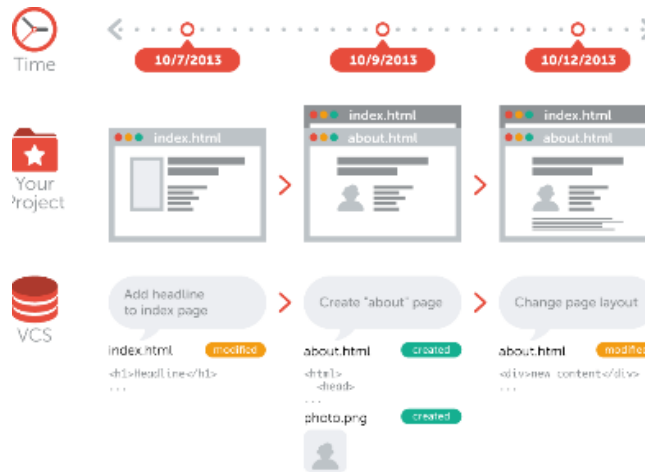 Time
10/7/2013
10/9/2013
10/12/2013
Your
Project
index.html
index.html
about.html
index.html
about.html
VCS
Add headline
to index page
Create "about" page
Change page layout
index.html modified
<h1>Headline</h1>
...
about.html created
<html>
<head>
...
photo.png created
about.html modified
<div>new content</div>
...